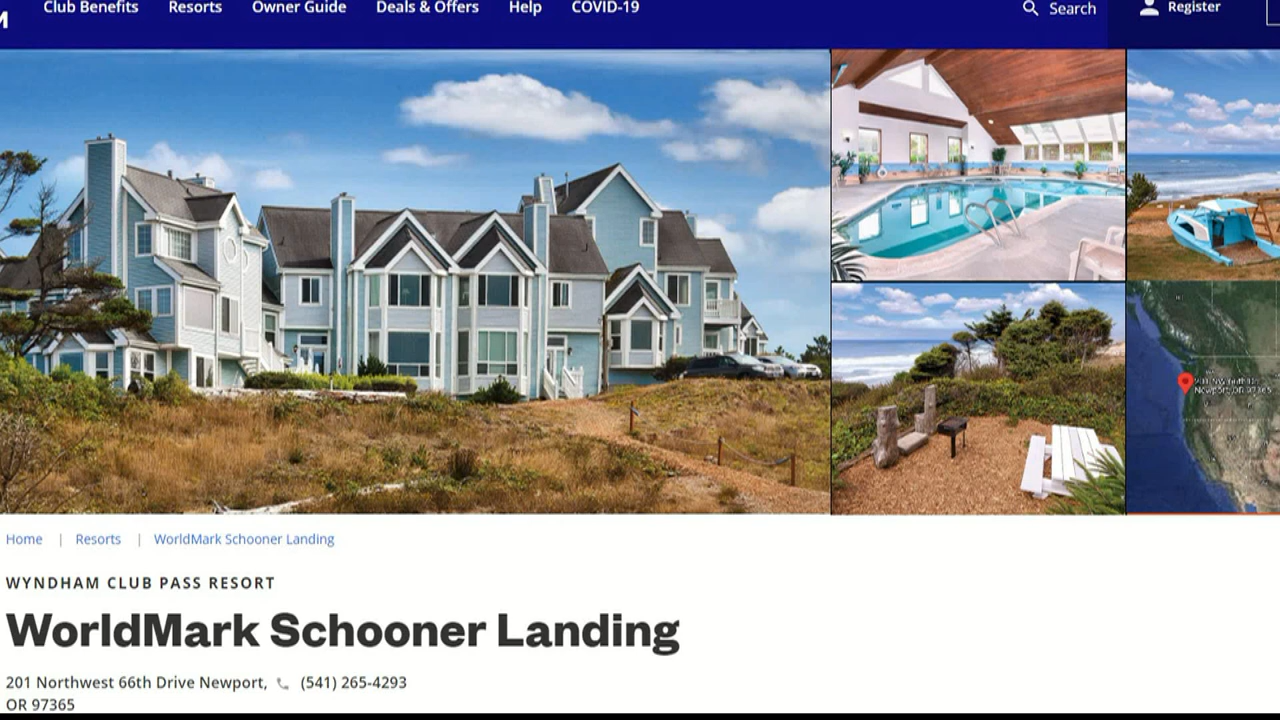 Club Benefits Resorts Owner Guide Deals & Offers Help COVID-19 Search Register
Home | Resorts | WorldMark Schooner Landing
WYNDHAM CLUB PASS RESORT
WorldMark Schooner Landing
201 Northwest 66th Drive Newport, (541) 265-4293
OR 97365